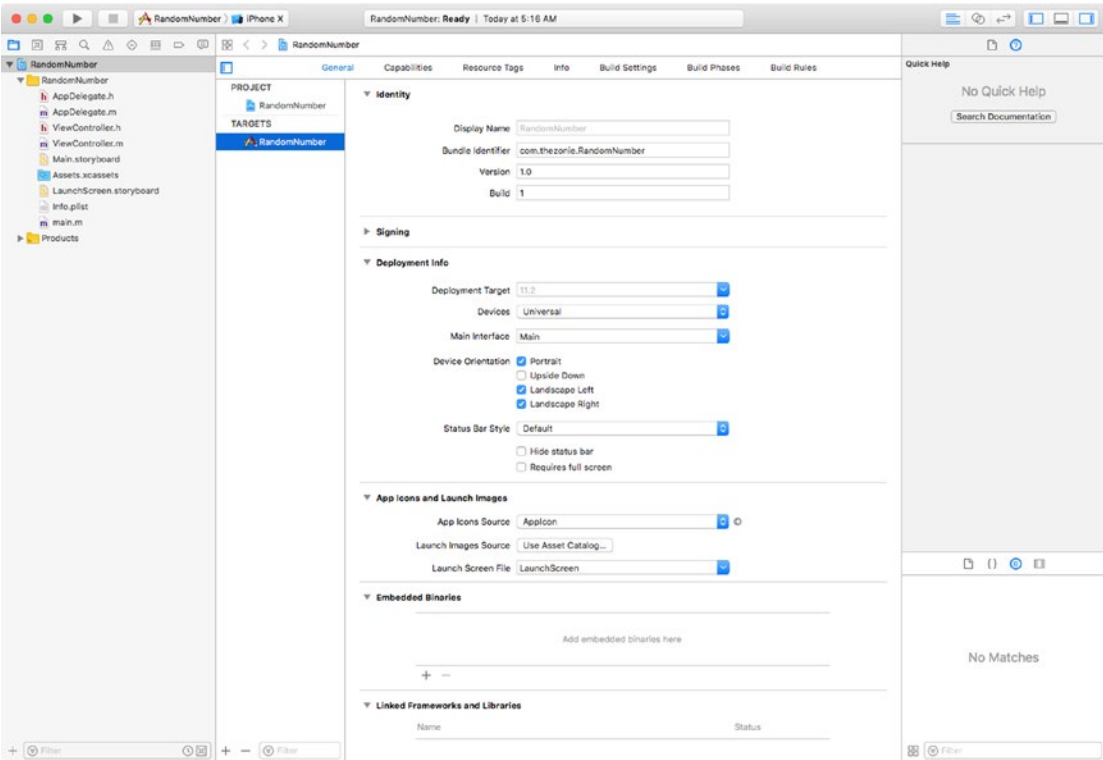 RandomNumber › iPhone X
RandomNumber: Ready | Today at 5:16 AM
RandomNumber
RandomNumber
RandomNumber
h AppDelegate.h
m AppDelegate.m
h ViewController.h
m ViewController.m
Main.storyboard
Assets.xcassets
LaunchScreen.storyboard
Info.plist
m main.m
Products
Filter
General Capabilities Resource Tags Info Build Settings Build Phases Build Rules
PROJECT
RandomNumber
TARGETS
RandomNumber
Filter
Identity
Display Name RandomNumber
Bundle Identifier com.thezonie.RandomNumber
Version 1.0
Build 1
Signing
Deployment Info
Deployment Target 11.2
Devices Universal
Main Interface Main
Device Orientation Portrait
Upside Down
Landscape Left
Landscape Right
Status Bar Style Default
Hide status bar
Requires full screen
App Icons and Launch Images
App Icons Source AppIcon
Launch Images Source Use Asset Catalog...
Launch Screen File LaunchScreen
Embedded Binaries
Add embedded binaries here
Linked Frameworks and Libraries
Name Status
Quick Help
No Quick Help
Search Documentation
{}
No Matches
Filter